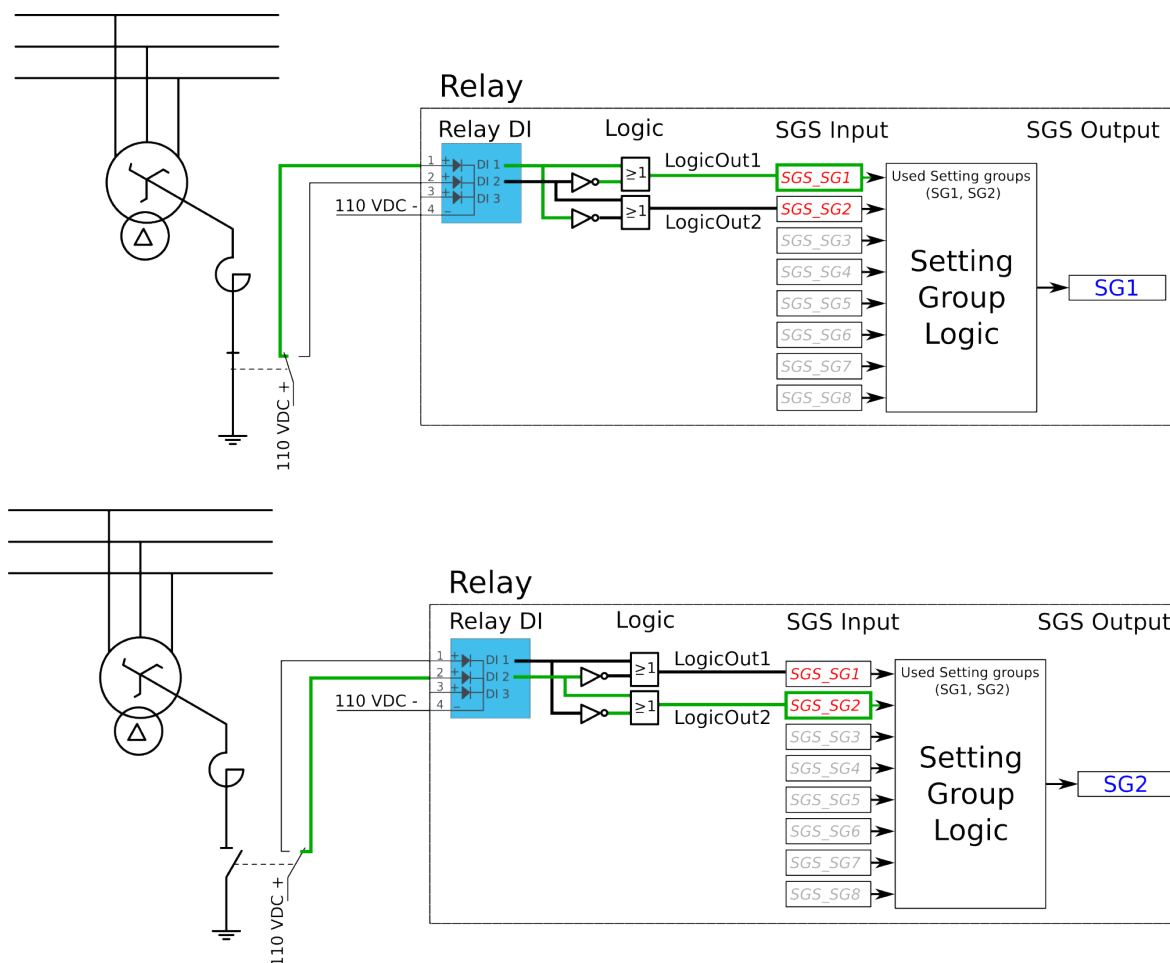 Relay
Relay DI
Logic
SGS Input
SGS Output
1
+
DI 1
2
+
DI 2
3
+
DI 3
4
−
110 VDC -
≥1
LogicOut1
≥1
LogicOut2
SGS_SG1
SGS_SG2
SGS_SG3
SGS_SG4
SGS_SG5
SGS_SG6
SGS_SG7
SGS_SG8
Used Setting groups
(SG1, SG2)
Setting
Group
Logic
SG1
110 VDC +
Relay
Relay DI
Logic
SGS Input
SGS Output
1
+
DI 1
2
+
DI 2
3
+
DI 3
4
−
110 VDC -
≥1
LogicOut1
≥1
LogicOut2
SGS_SG1
SGS_SG2
SGS_SG3
SGS_SG4
SGS_SG5
SGS_SG6
SGS_SG7
SGS_SG8
Used Setting groups
(SG1, SG2)
Setting
Group
Logic
SG2
110 VDC +